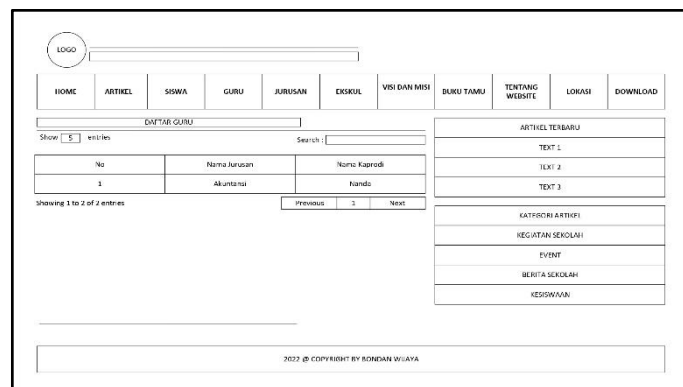 LOGO
HOME ARTIKEL SISWA GURU JURUSAN EKSKUL VISI DAN MISI BUKU TAMU TENTANG WEBSITE LOKASI DOWNLOAD
DAFTAR GURU
Show 5 entries Search :
No Nama Jurusan Nama Kaprodi
1 Akuntansi Nanda
Showing 1 to 2 of 2 entries Previous 1 Next
ARTIKEL TERBARU
TEXT 1
TEXT 2
TEXT 3
KATEGORI ARTIKEL
KEGIATAN SEKOLAH
EVENT
BERITA SEKOLAH
KESISWAAN
2022 @ COPYRIGHT BY BONDAN WIJAYA